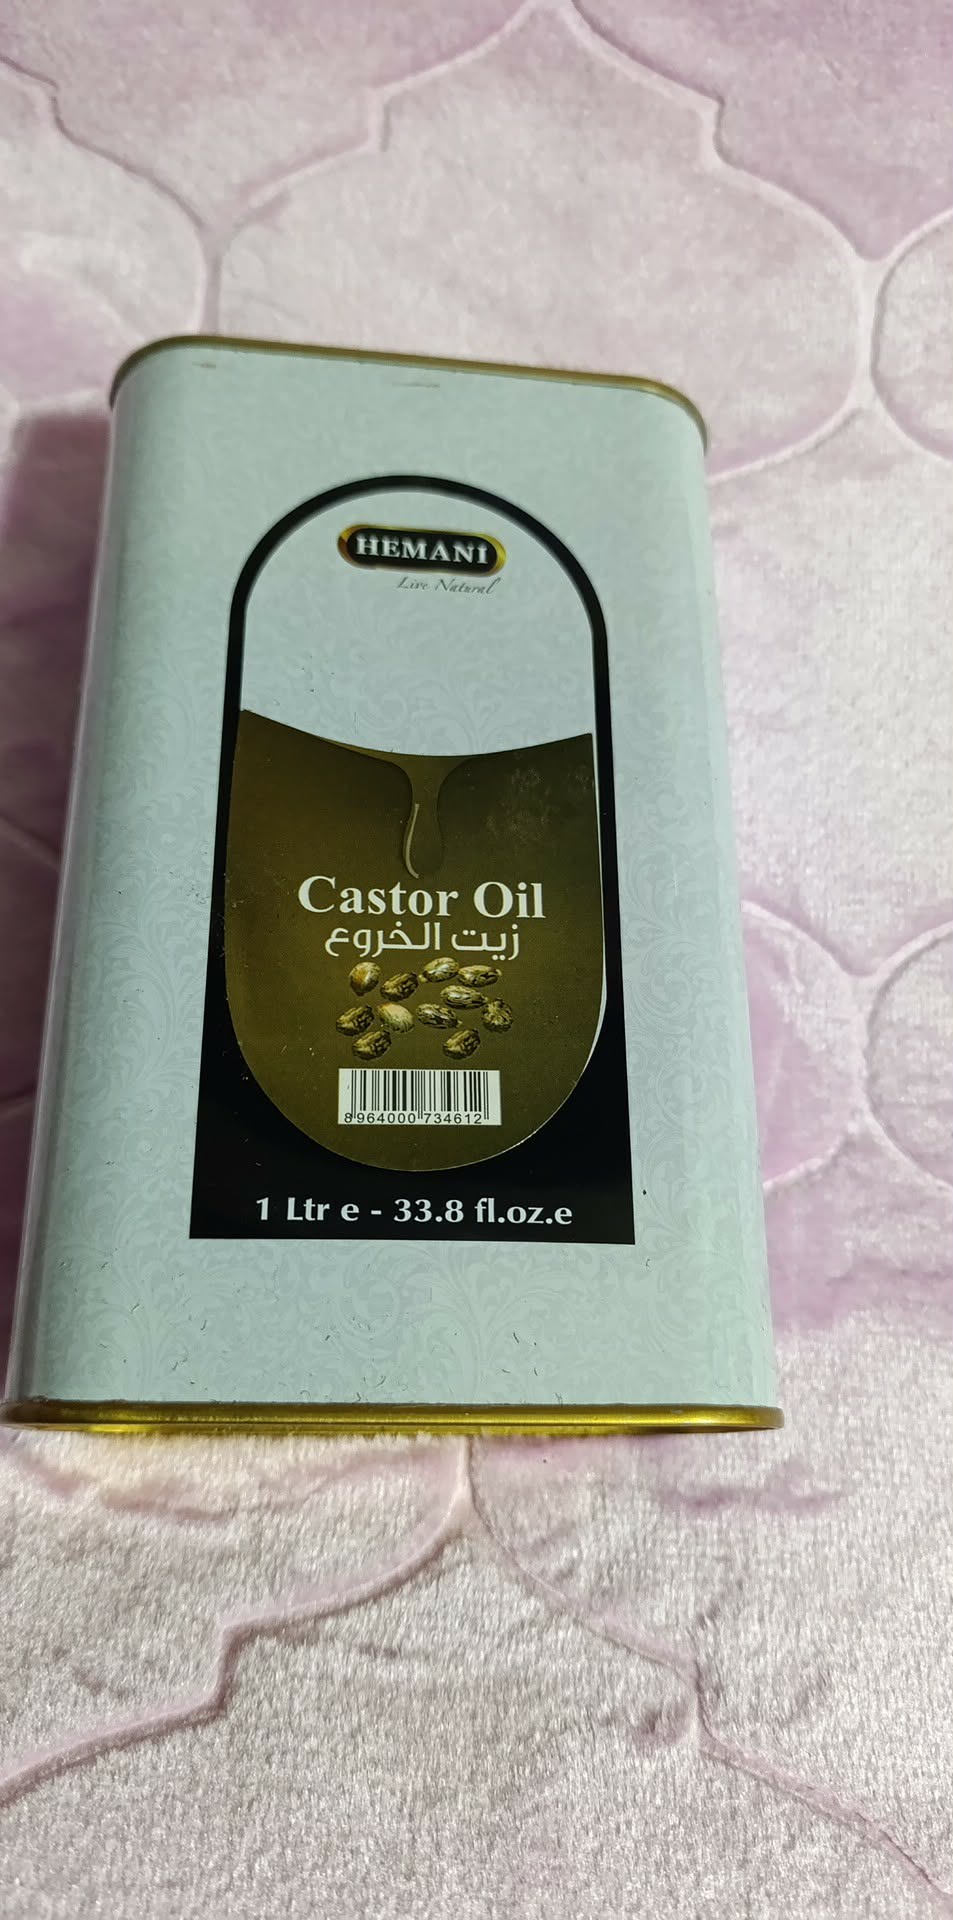 HEMANI
Live Natural
Castor Oil
زيت الخروع
8964000734612
1 Ltr e - 33.8 fl.oz.e